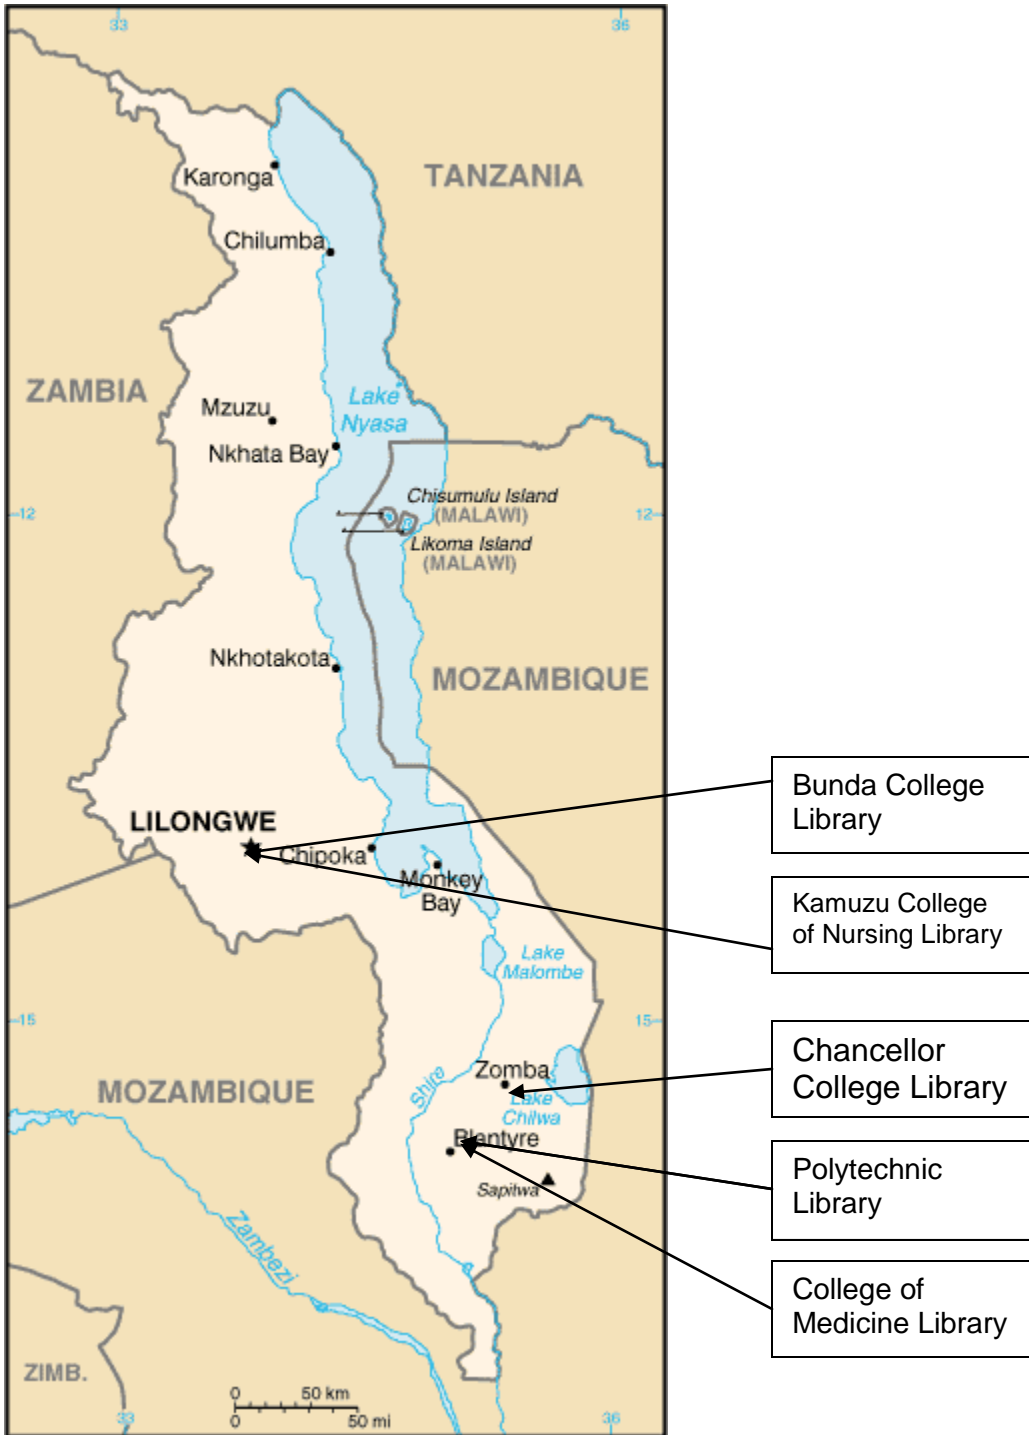 33
36
TANZANIA
Karonga
Chilumba
ZAMBIA
Lake
Nyasa
Mzuzu
Nkhata Bay
Chisumulu Island
(MALAWI)
12
12
Likoma Island
(MALAWI)
Nkhotakota
MOZAMBIQUE
Bunda College
Library
LILONGWE
Chipoka
Monkey
Bay
Kamuzu College
of Nursing Library
Lake
Malombe
15
15
Chancellor
College Library
Zomba
MOZAMBIQUE
Shire
Lake
Chilwa
Blantyre
Polytechnic
Library
Sapitwa
Zambezi
College of
Medicine Library
ZIMB.
0 50 km
0 50 mi
33
36